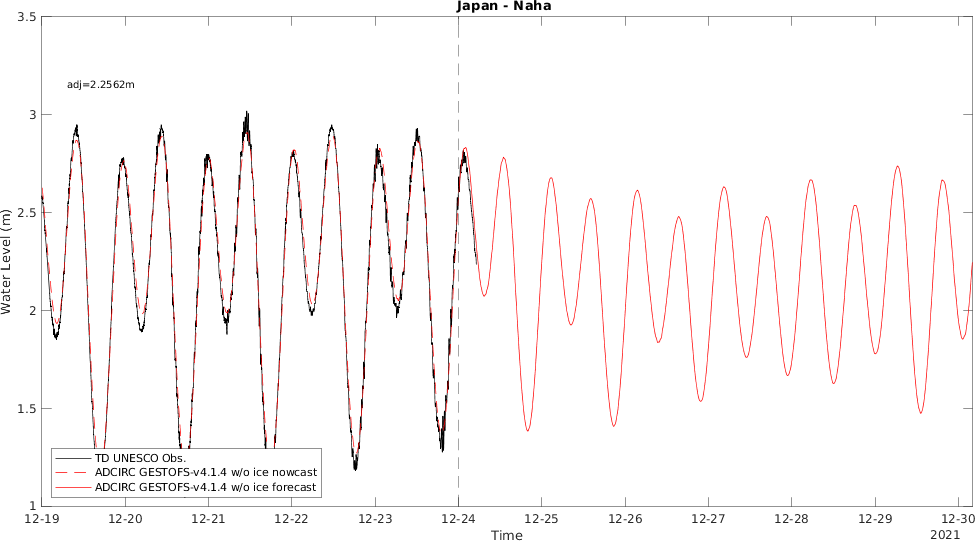 Japan - Naha
3.5
adj=2.2562m
3
2.5
Water Level (m)
2
1.5
TD UNESCO Obs.
ADCIRC GESTOFS-v4.1.4 w/o ice nowcast
ADCIRC GESTOFS-v4.1.4 w/o ice forecast
1
12-19 12-20 12-21 12-22 12-23 12-24 12-25 12-26 12-27 12-28 12-29 12-30
Time
2021